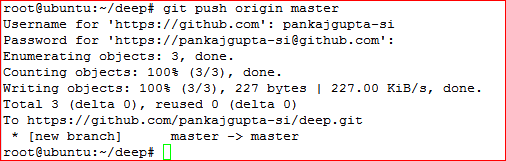 root@ubuntu:~/deep# git push origin master
Username for 'https://github.com': pankajgupta-si
Password for 'https://pankajgupta-si@github.com':
Enumerating objects: 3, done.
Counting objects: 100% (3/3), done.
Writing objects: 100% (3/3), 227 bytes | 227.00 KiB/s, done.
Total 3 (delta 0), reused 0 (delta 0)
To https://github.com/pankajgupta-si/deep.git
 * [new branch]      master -> master
root@ubuntu:~/deep#